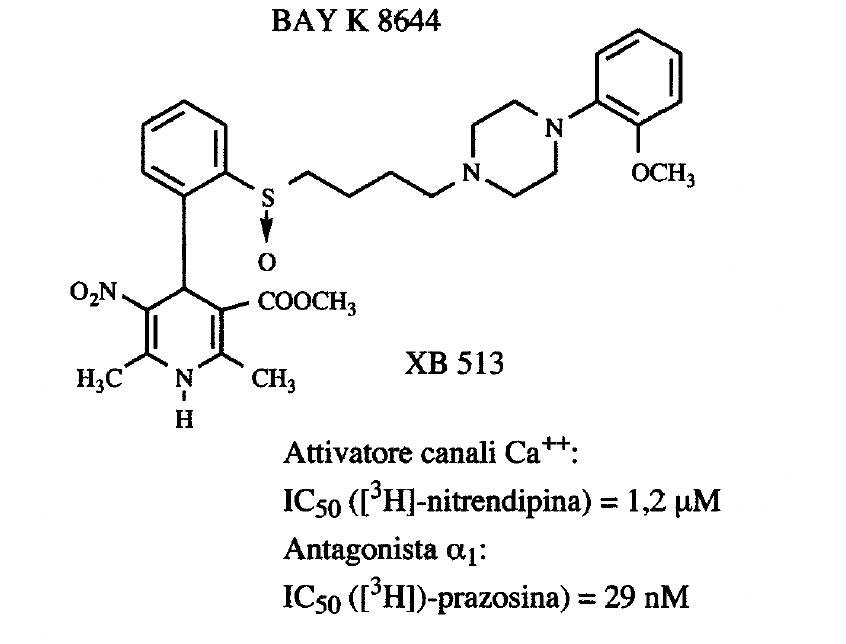 BAY K 8644
N
N
OCH₃
S
O
O₂N
COOCH₃
H₃C
N
H
CH₃
XB 513
Attivatore canali Ca⁺⁺:
IC₅₀ ([³H]-nitrendipina) = 1,2 µM
Antagonista α₁:
IC₅₀ ([³H])-prazosina) = 29 nM